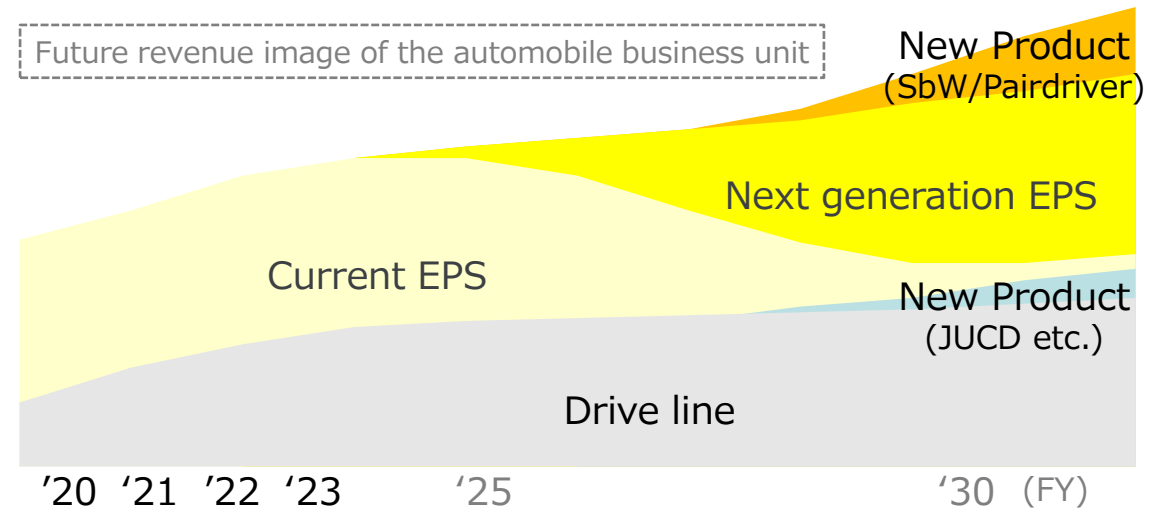 Future revenue image of the automobile business unit
New Product
(SbW/Pairdriver)
Next generation EPS
Current EPS
New Product
(JUCD etc.)
Drive line
’20 ‘21 ’22 ‘23 ‘25 ‘30 (FY)